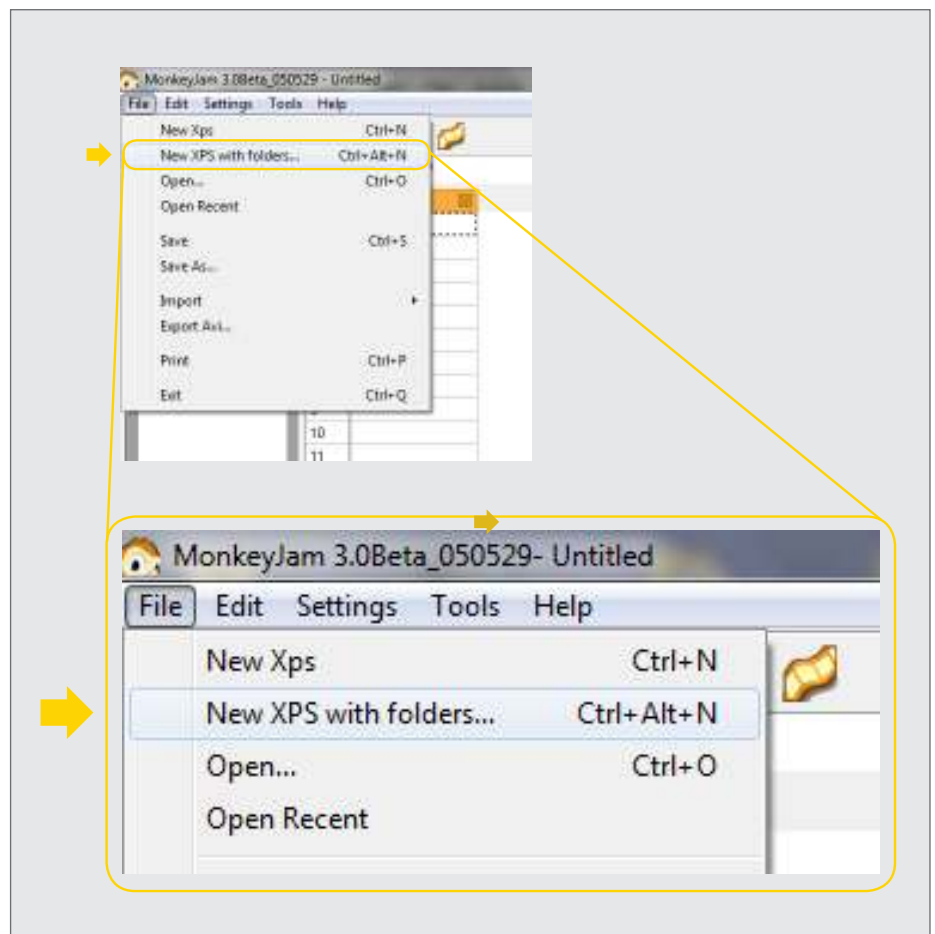 MonkeyJam 3.0Beta_050529 - Untitled
File Edit Settings Tools Help
New Xps Ctrl+N
New XPS with folders... Ctrl+Alt+N
Open... Ctrl+O
Open Recent
Save Ctrl+S
Save As...
Import
Export Avi...
Print Ctrl+P
Exit Ctrl+Q
10
11
MonkeyJam 3.0Beta_050529- Untitled
File Edit Settings Tools Help
New Xps Ctrl+N
New XPS with folders... Ctrl+Alt+N
Open... Ctrl+O
Open Recent